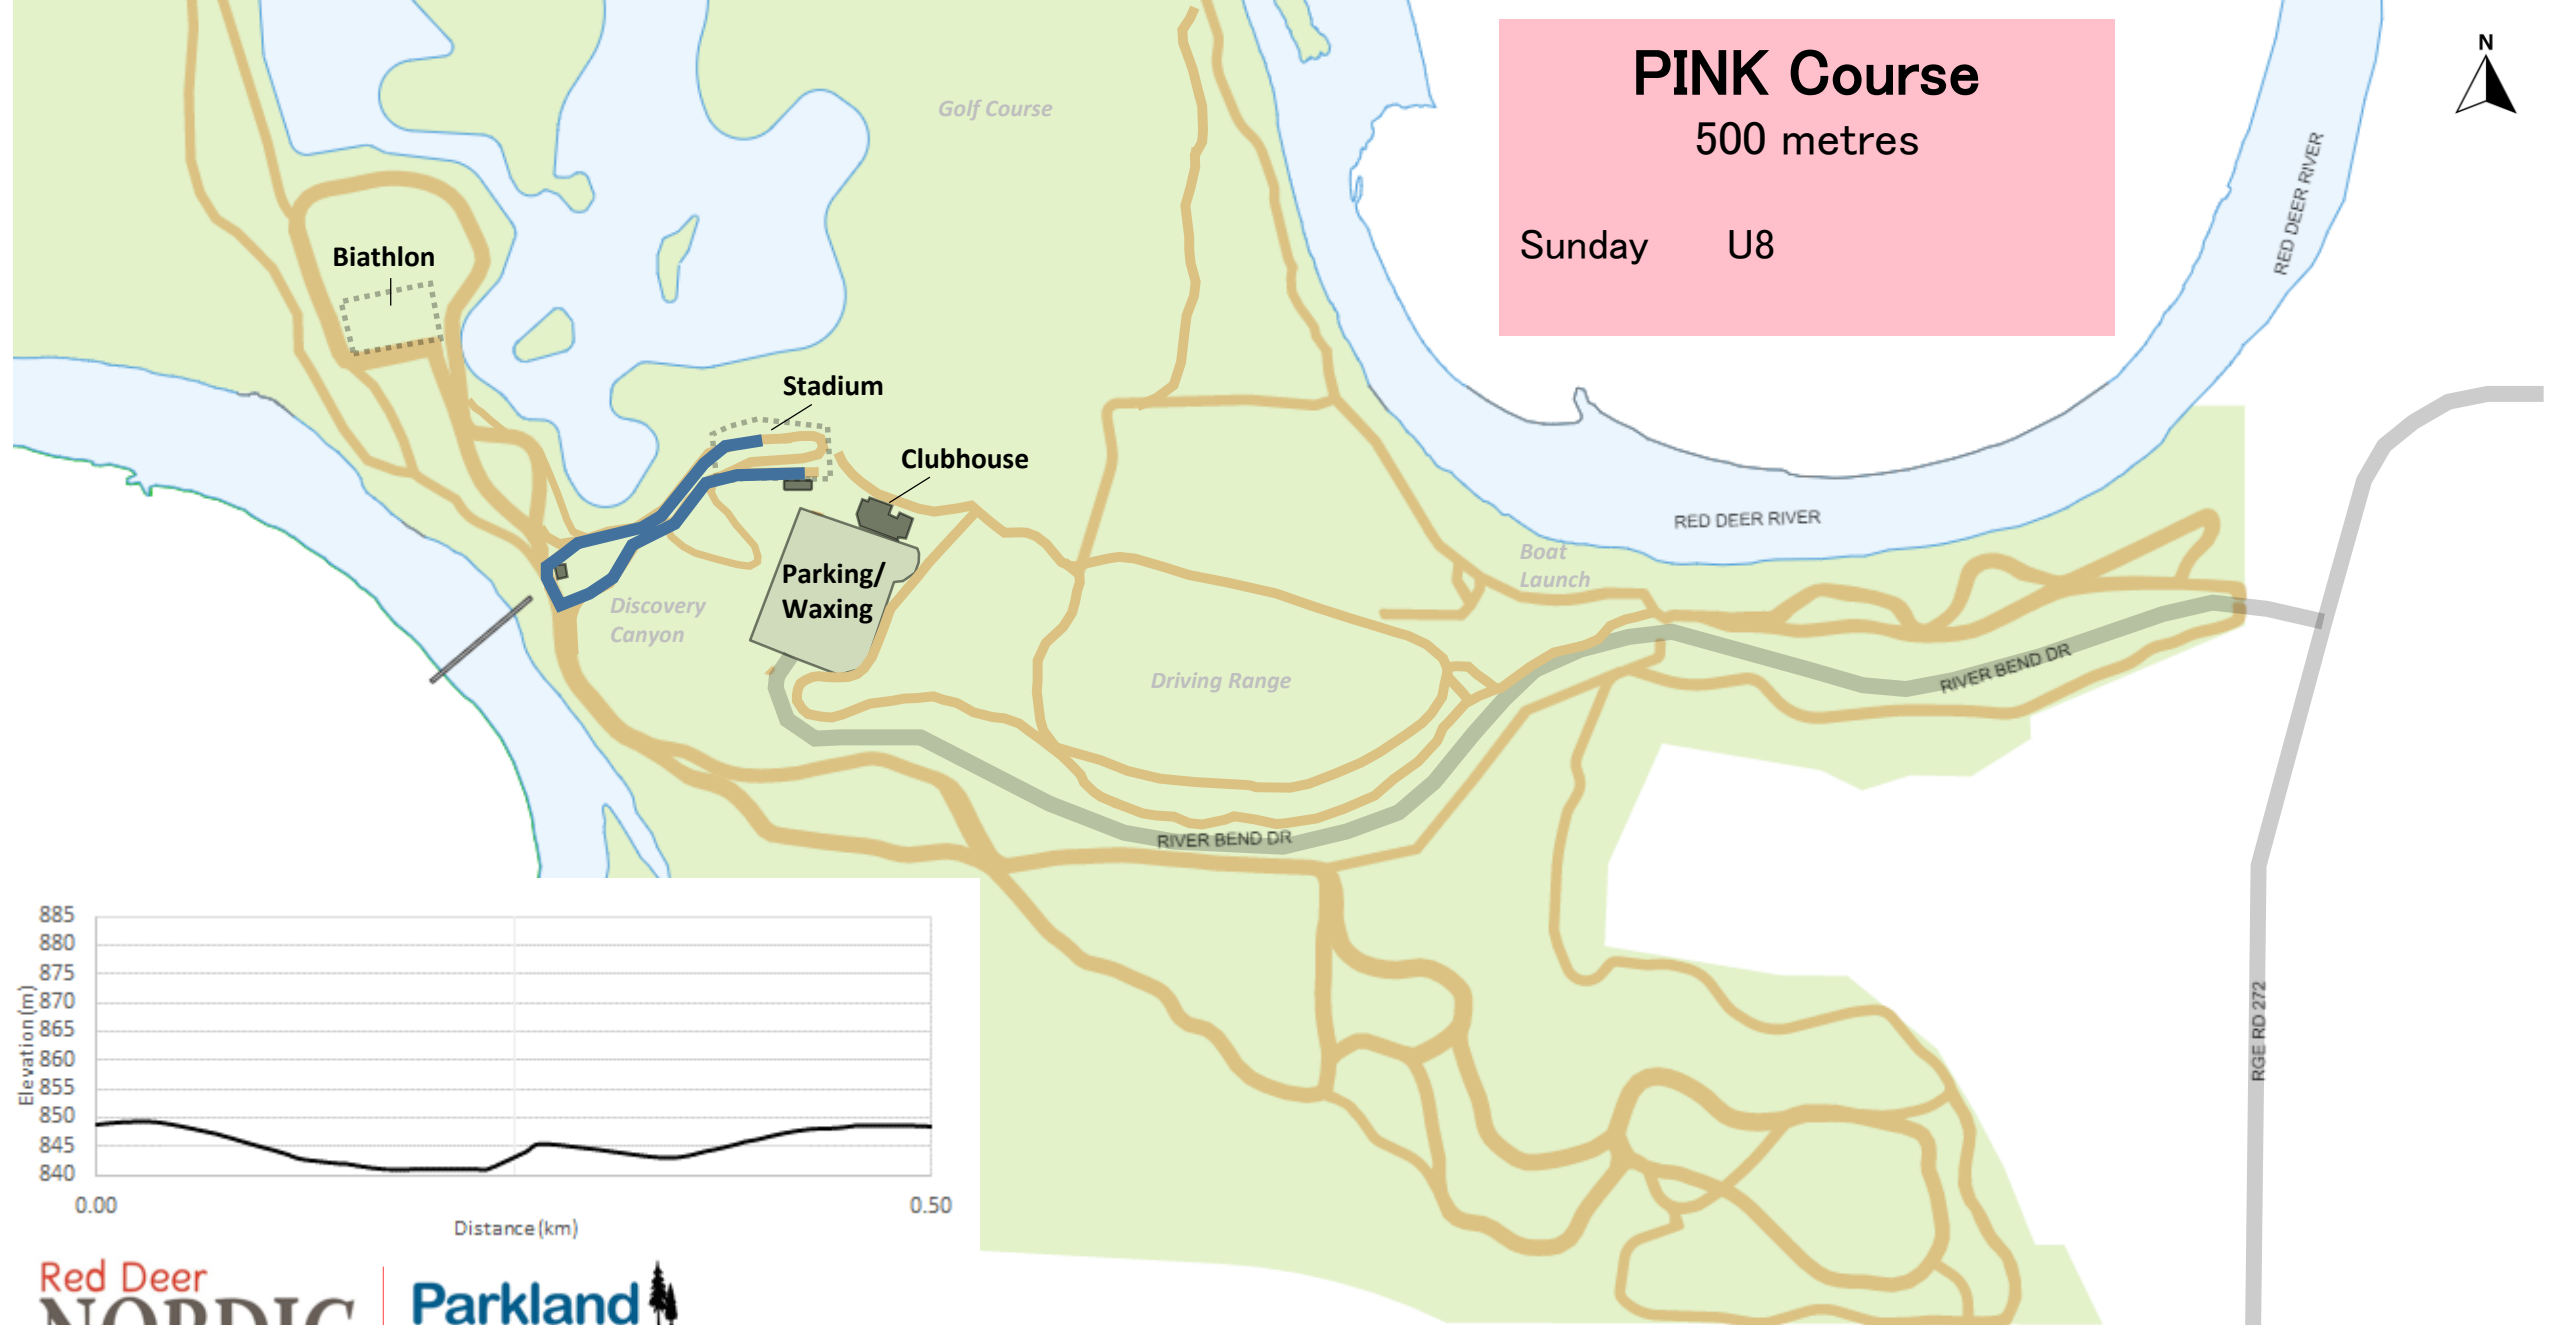 PINK Course
500 metres
Sunday U8
N
Golf Course
RED DEER RIVER
Biathlon
Stadium
Clubhouse
RED DEER RIVER
Boat
Launch
Parking/
Waxing
Discovery
Canyon
Driving Range
RIVER BEND DR
RIVER BEND DR
RGE RD 272
885
880
875
870
865
860
855
850
845
840
Elevation (m)
0.00
0.50
Distance (km)
Red Deer
NORDIC
Parkland